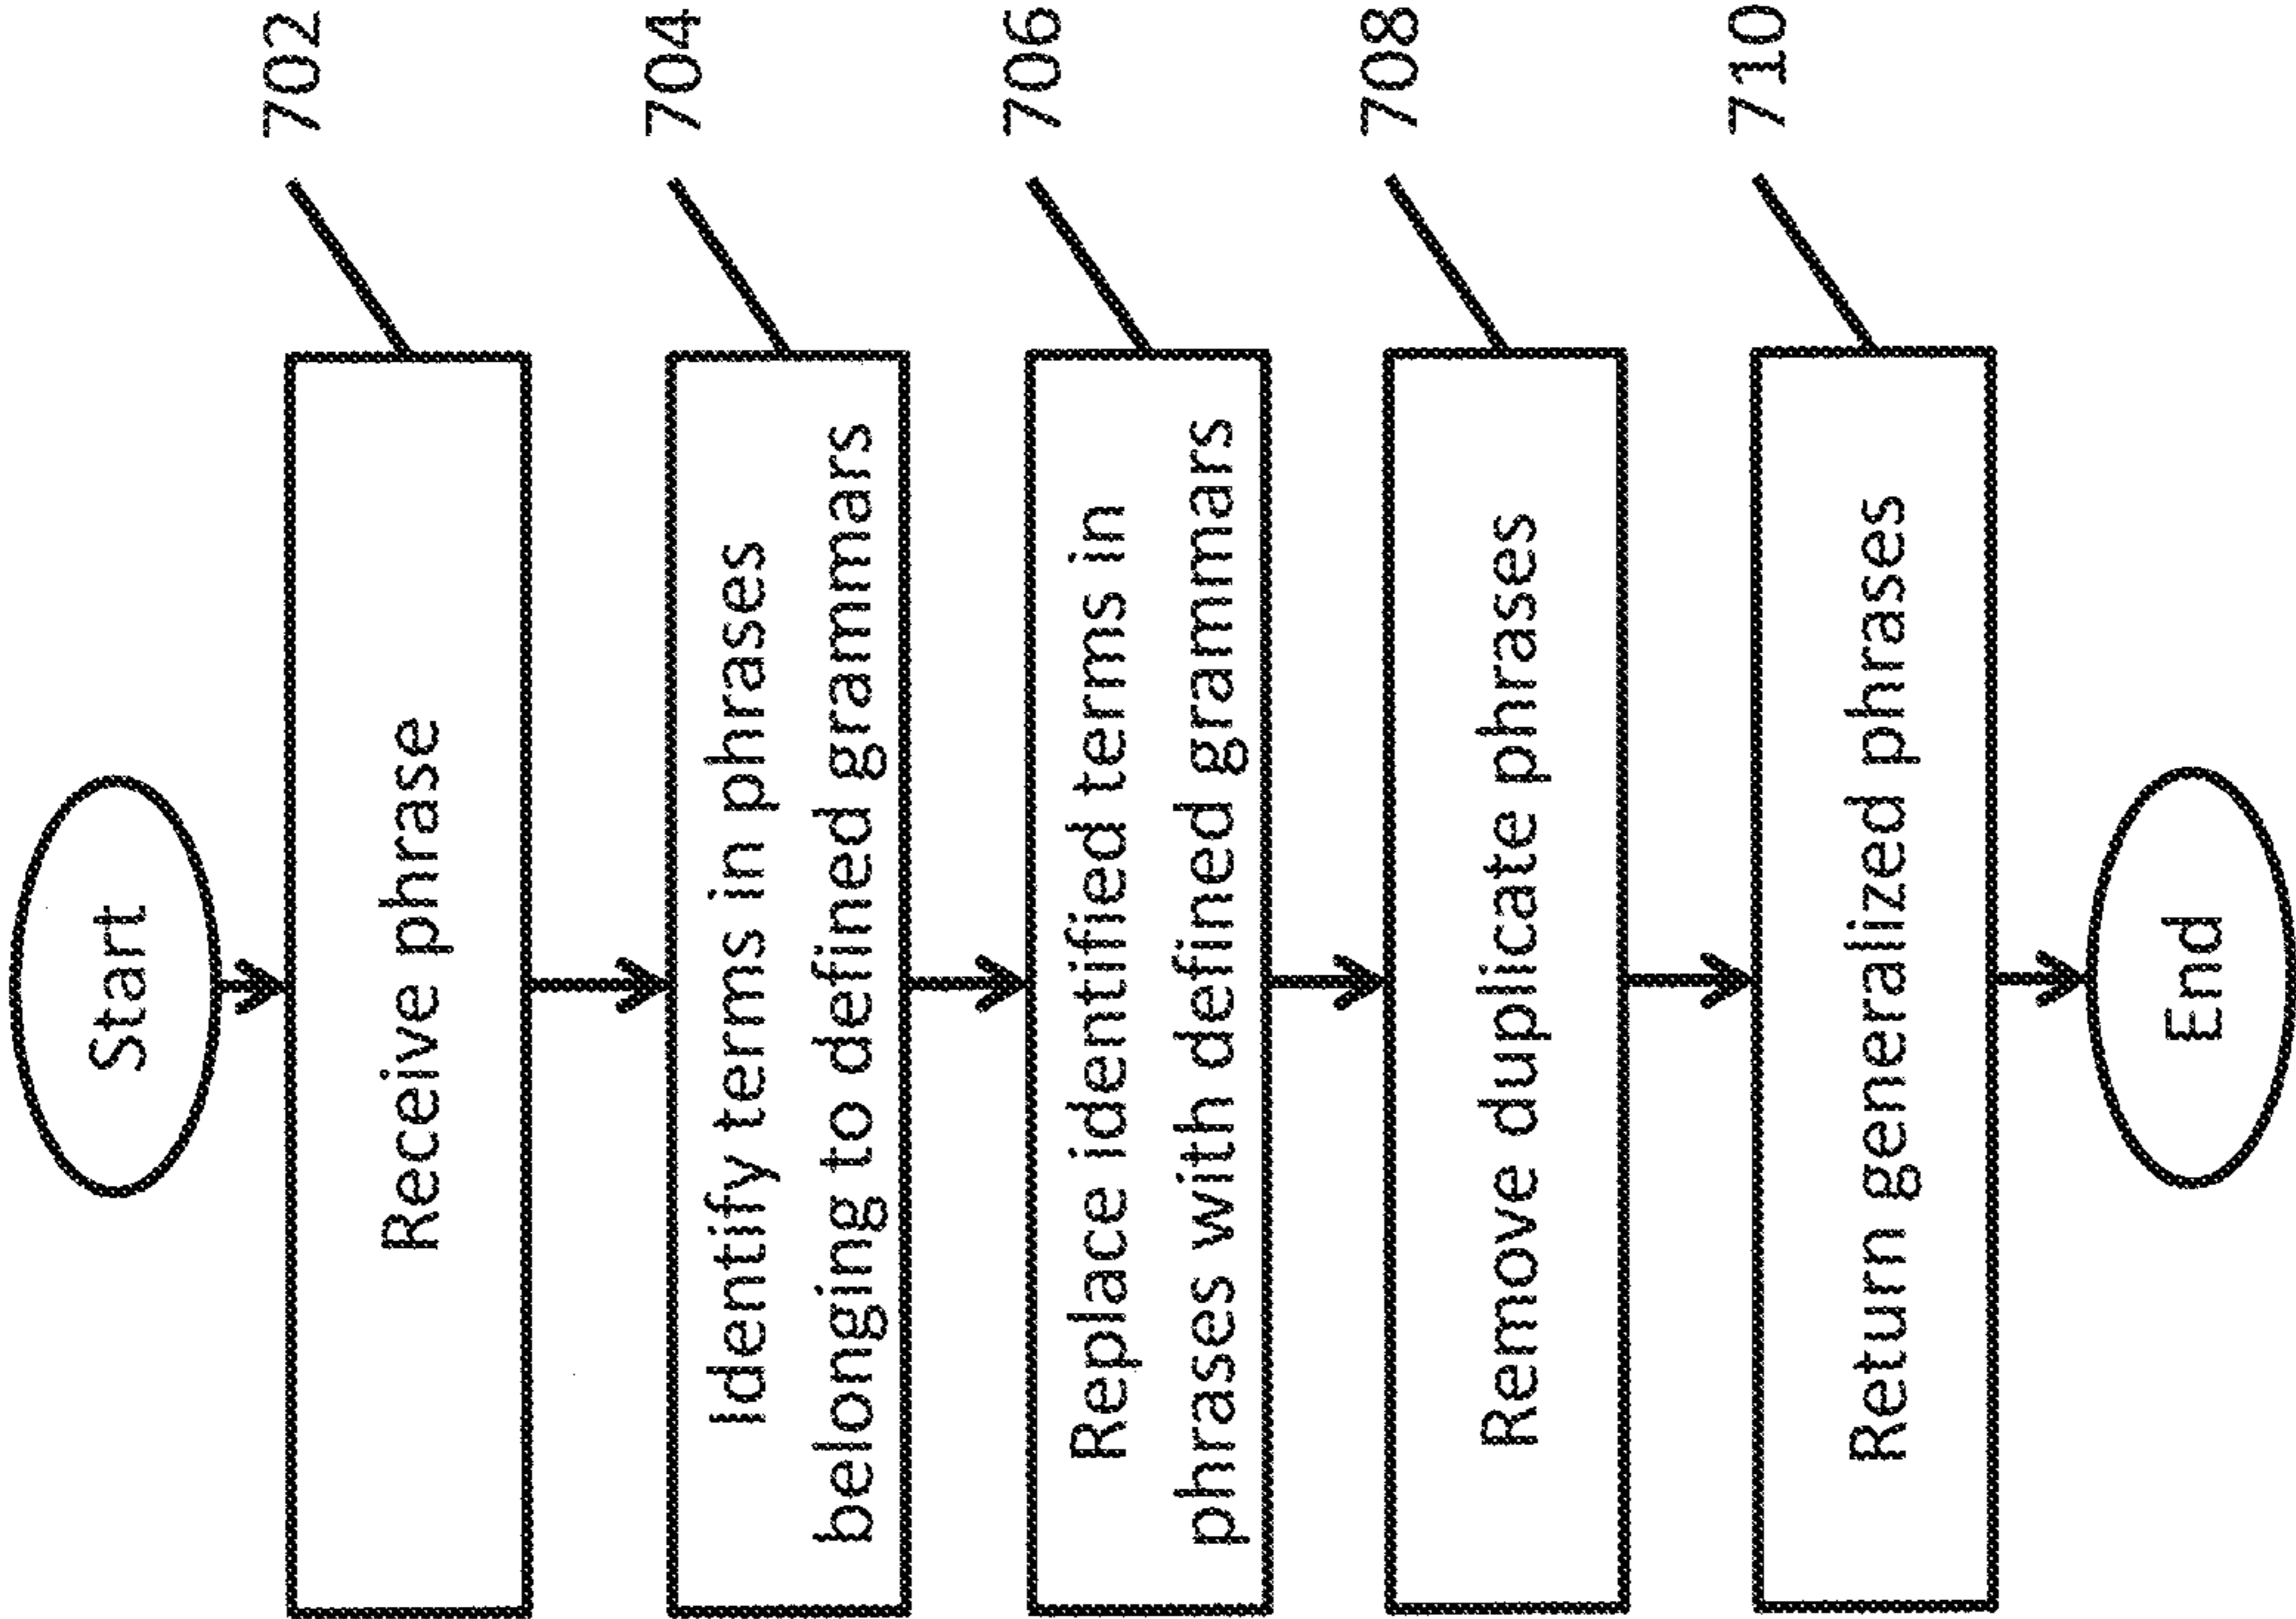 Start
Receive phrase
702
Identify terms in phrases
belonging to defined grammars
704
Replace identified terms in
phrases with defined grammars
706
Remove duplicate phrases
708
Return generalized phrases
710
End